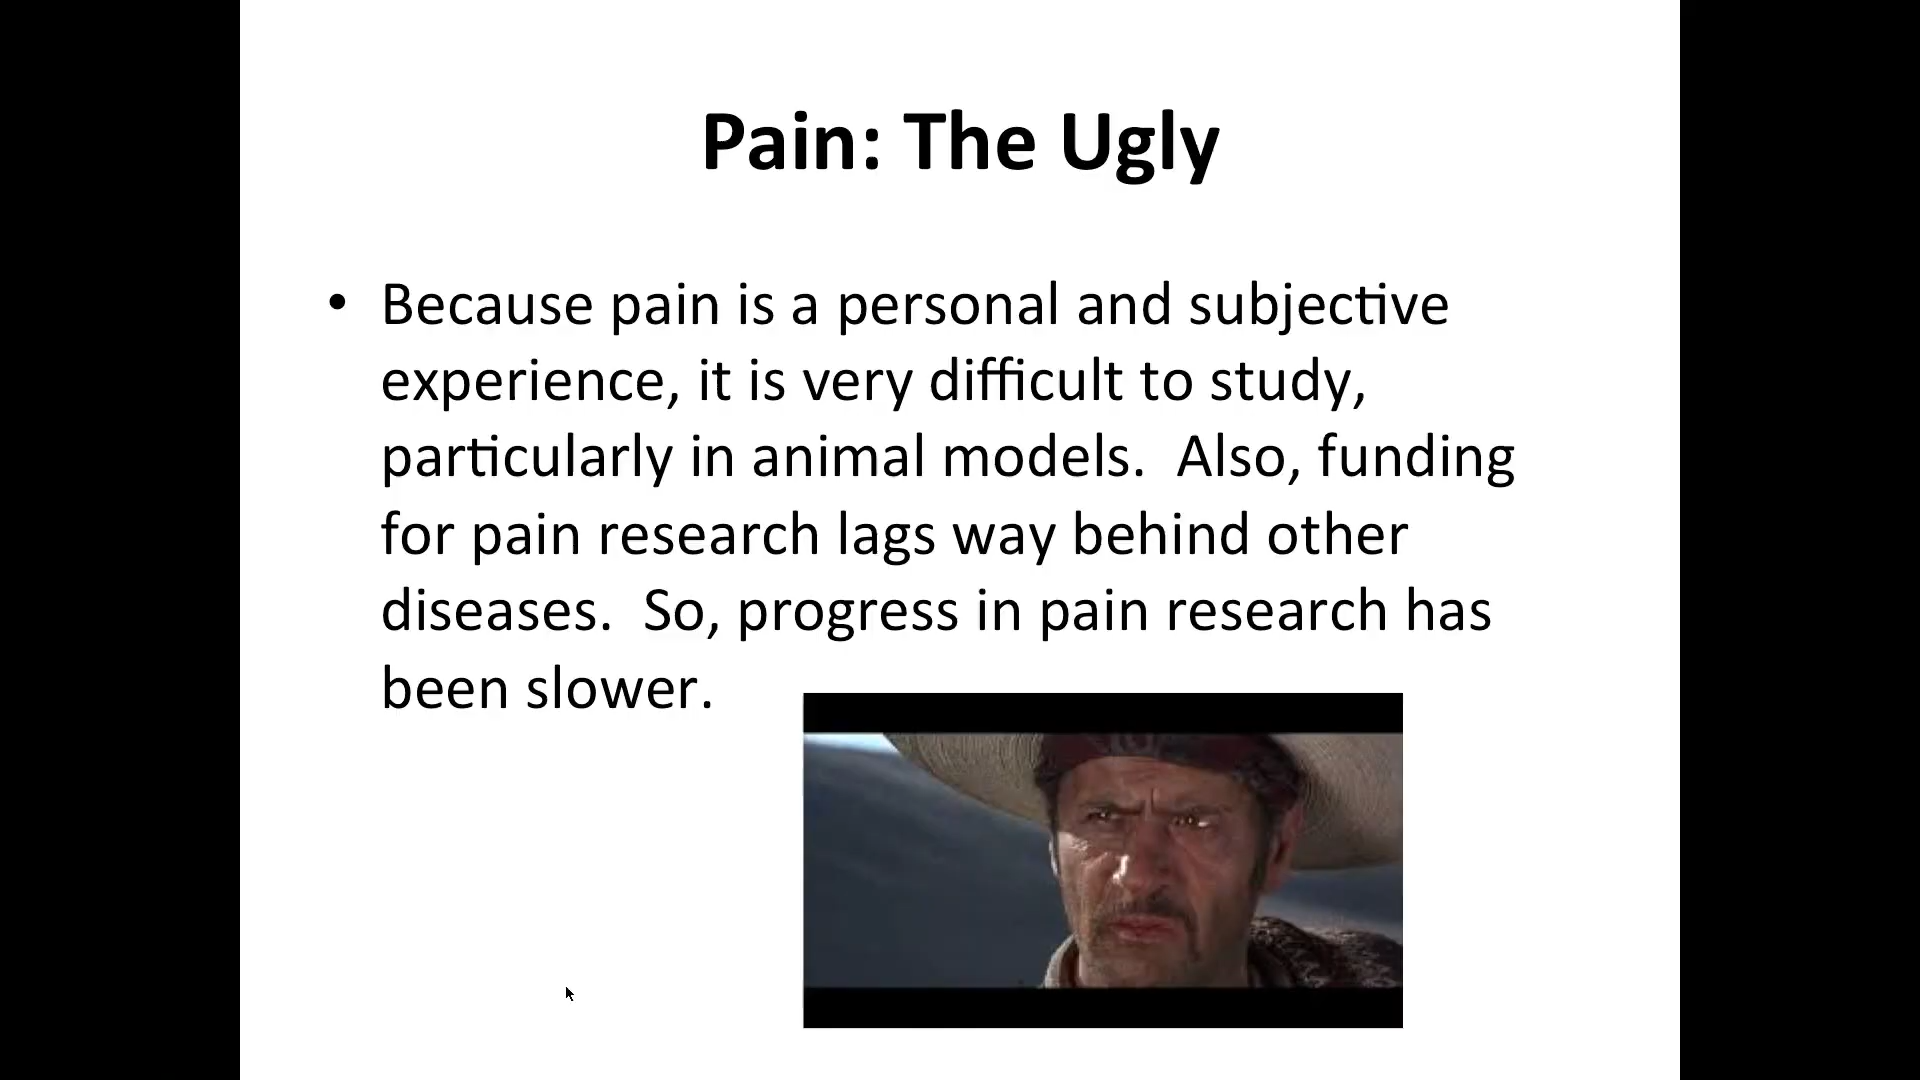 Pain: The Ugly
• Because pain is a personal and subjective
experience, it is very difficult to study,
particularly in animal models.  Also, funding
for pain research lags way behind other
diseases.  So, progress in pain research has
been slower.